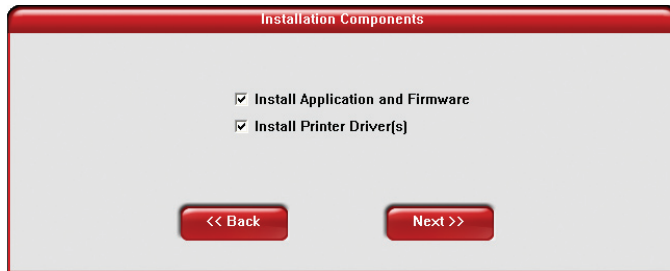 Installation Components
Install Application and Firmware
Install Printer Driver(s)
<< Back
Next >>